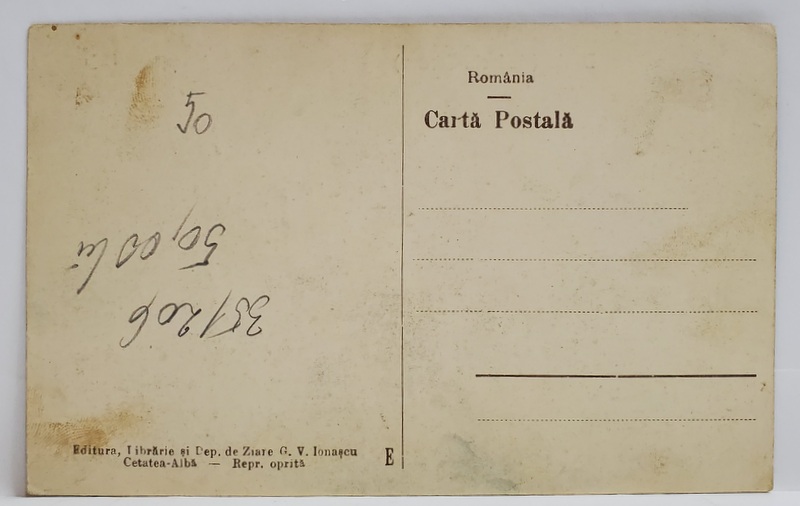 România
Cartă Postală
50
50,00 lei
35/206
Editura, Librărie și Dep. de Ziare G. V. Ionașcu
Cetatea-Albă — Repr. oprită
E